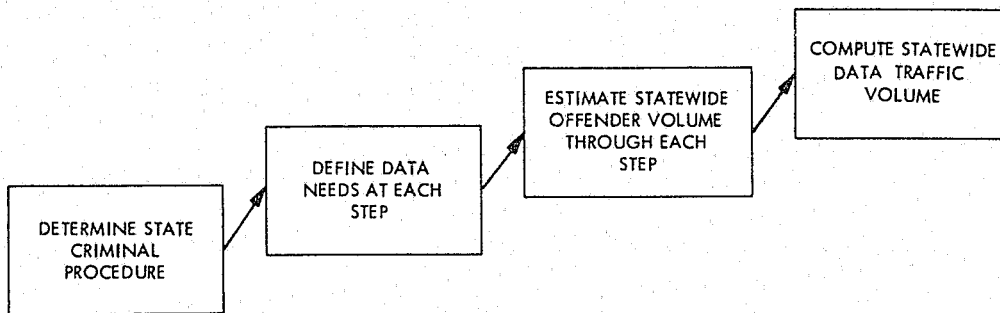 DETERMINE STATE
CRIMINAL
PROCEDURE
DEFINE DATA
NEEDS AT EACH
STEP
ESTIMATE STATEWIDE
OFFENDER VOLUME
THROUGH EACH
STEP
COMPUTE STATEWIDE
DATA TRAFFIC
VOLUME